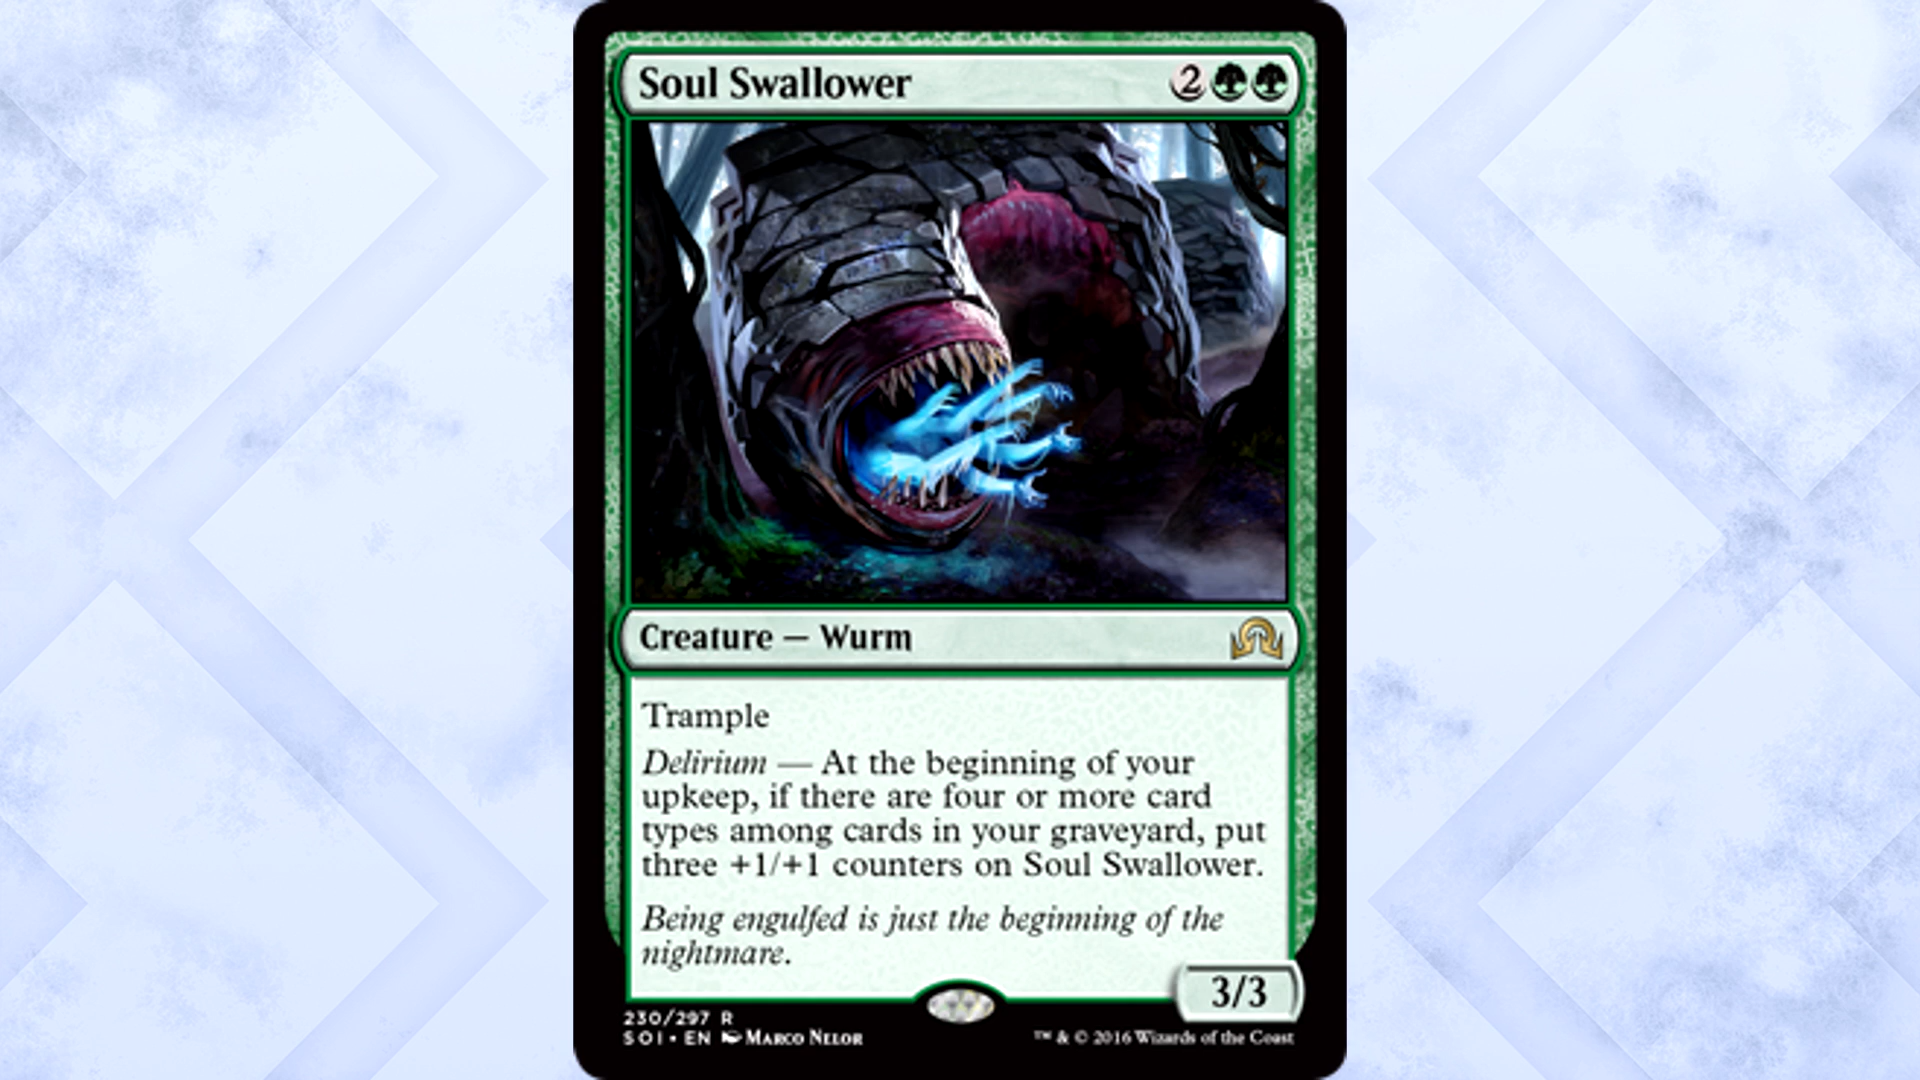 Soul Swallower 2
Creature — Wurm
Trample
Delirium — At the beginning of your
upkeep, if there are four or more card
types among cards in your graveyard, put
three +1/+1 counters on Soul Swallower.
Being engulfed is just the beginning of the
nightmare.
3/3
230/297 R
SOI • EN Marco Nelor
™ & © 2016 Wizards of the Coast